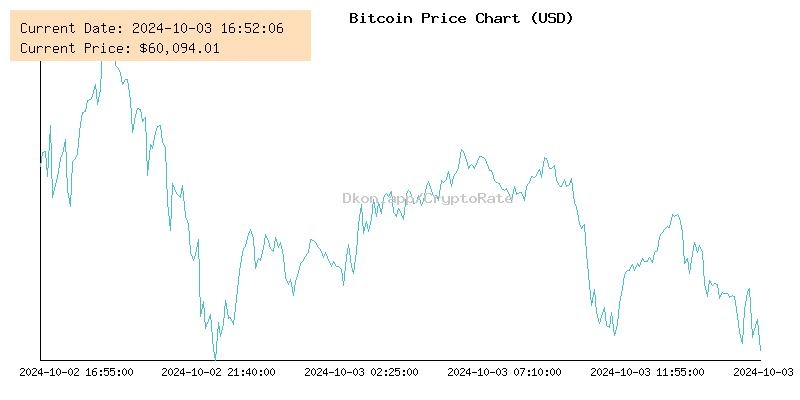 Bitcoin Price Chart (USD)
Current Date: 2024-10-03 16:52:06
Current Price: $60,094.01
Dkon.app/CryptoRate
2024-10-02 16:55:00
2024-10-02 21:40:00
2024-10-03 02:25:00
2024-10-03 07:10:00
2024-10-03 11:55:00
2024-10-03